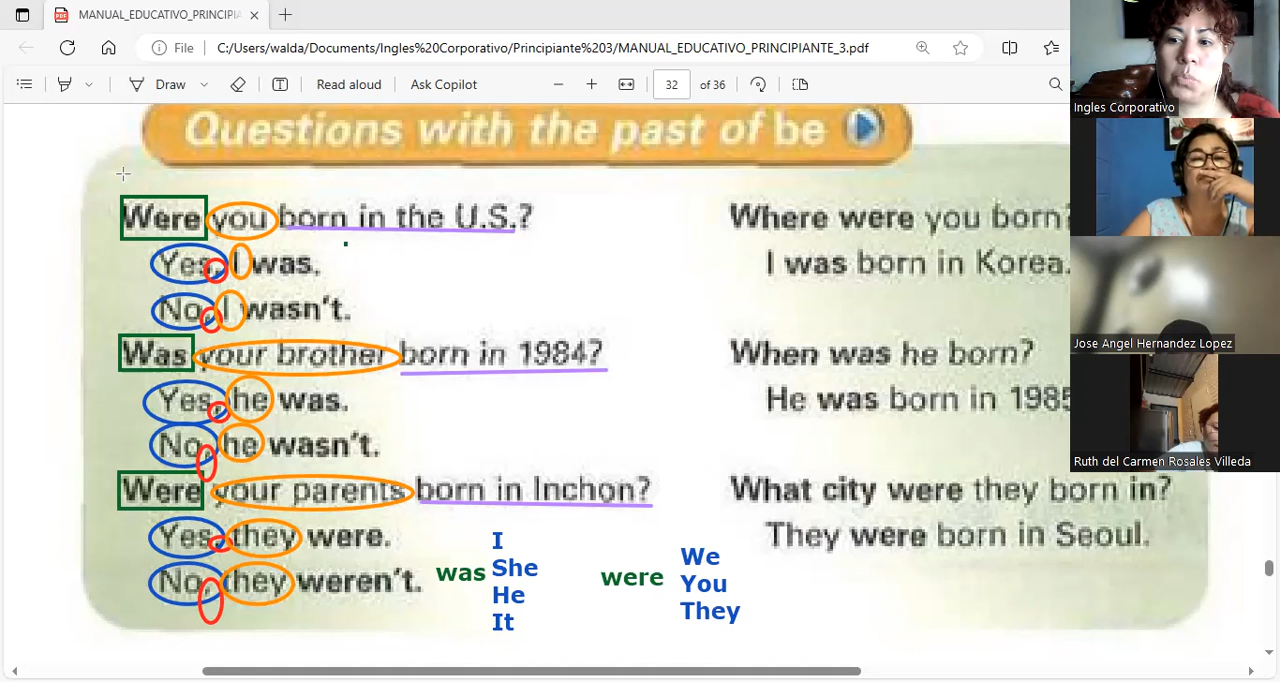 MANUAL_EDUCATIVO_PRINCIPIA
File
C:/Users/walda/Documents/Ingles%20Corporativo/Principiante%203/MANUAL_EDUCATIVO_PRINCIPIANTE_3.pdf
Draw
Read aloud
Ask Copilot
32 of 36
Questions with the past of be
Were you born in the U.S.?
Yes, I was.
No, I wasn't.
Was your brother born in 1984?
Yes, he was.
No, he wasn't.
Were your parents born in Inchon?
Yes, they were.
No, they weren't.
Where were you born?
I was born in Korea.
When was he born?
He was born in 1985
What city were they born in?
They were born in Seoul.
was
I
She
He
It
were
We
You
They
Ingles Corporativo
Jose Angel Hernandez Lopez
Ruth del Carmen Rosales Villeda